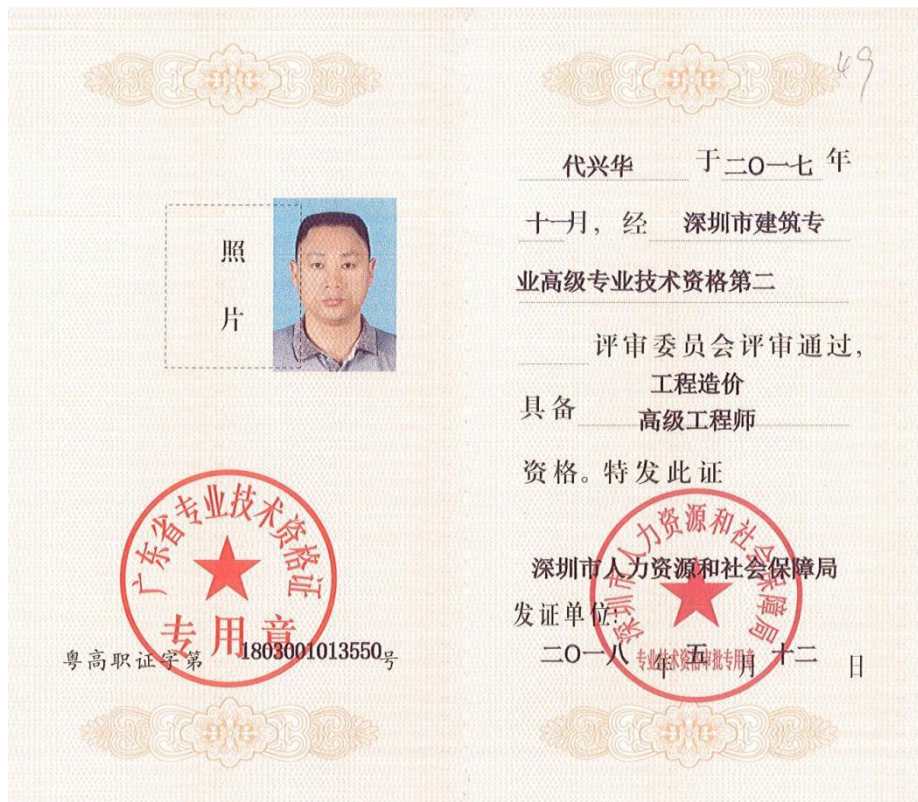 照
片
广东省专业技术资格证
专用章
粤高职证字第 1803001013550号
49
代兴华 于二〇一七 年
十一月，经 深圳市建筑专
业高级专业技术资格第二
评审委员会评审通过，
工程造价
具备 高级工程师
资格。特发此证
深圳市人力资源和社会保障局
深圳市人力资源和社会保障局
发证单位：
专业技术资格审批专用章
二〇一八 年 五 月 十二 日